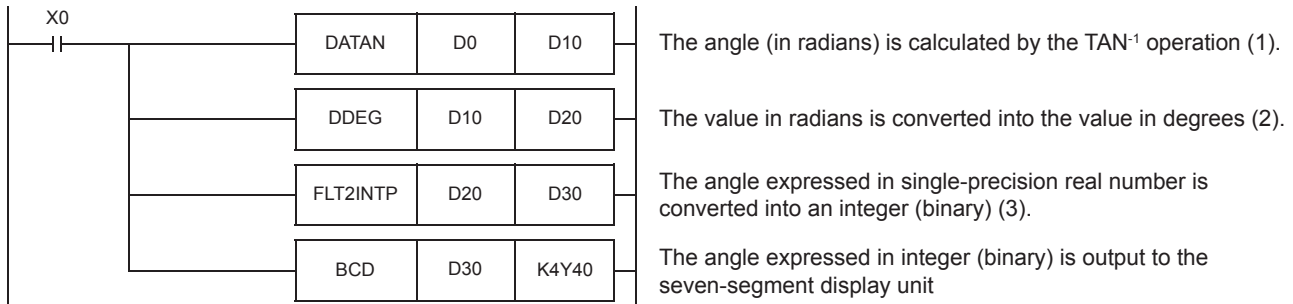 X0
DATAN D0 D10
The angle (in radians) is calculated by the TAN-1 operation (1).
DDEG D10 D20
The value in radians is converted into the value in degrees (2).
FLT2INTP D20 D30
The angle expressed in single-precision real number is
converted into an integer (binary) (3).
BCD D30 K4Y40
The angle expressed in integer (binary) is output to the
seven-segment display unit